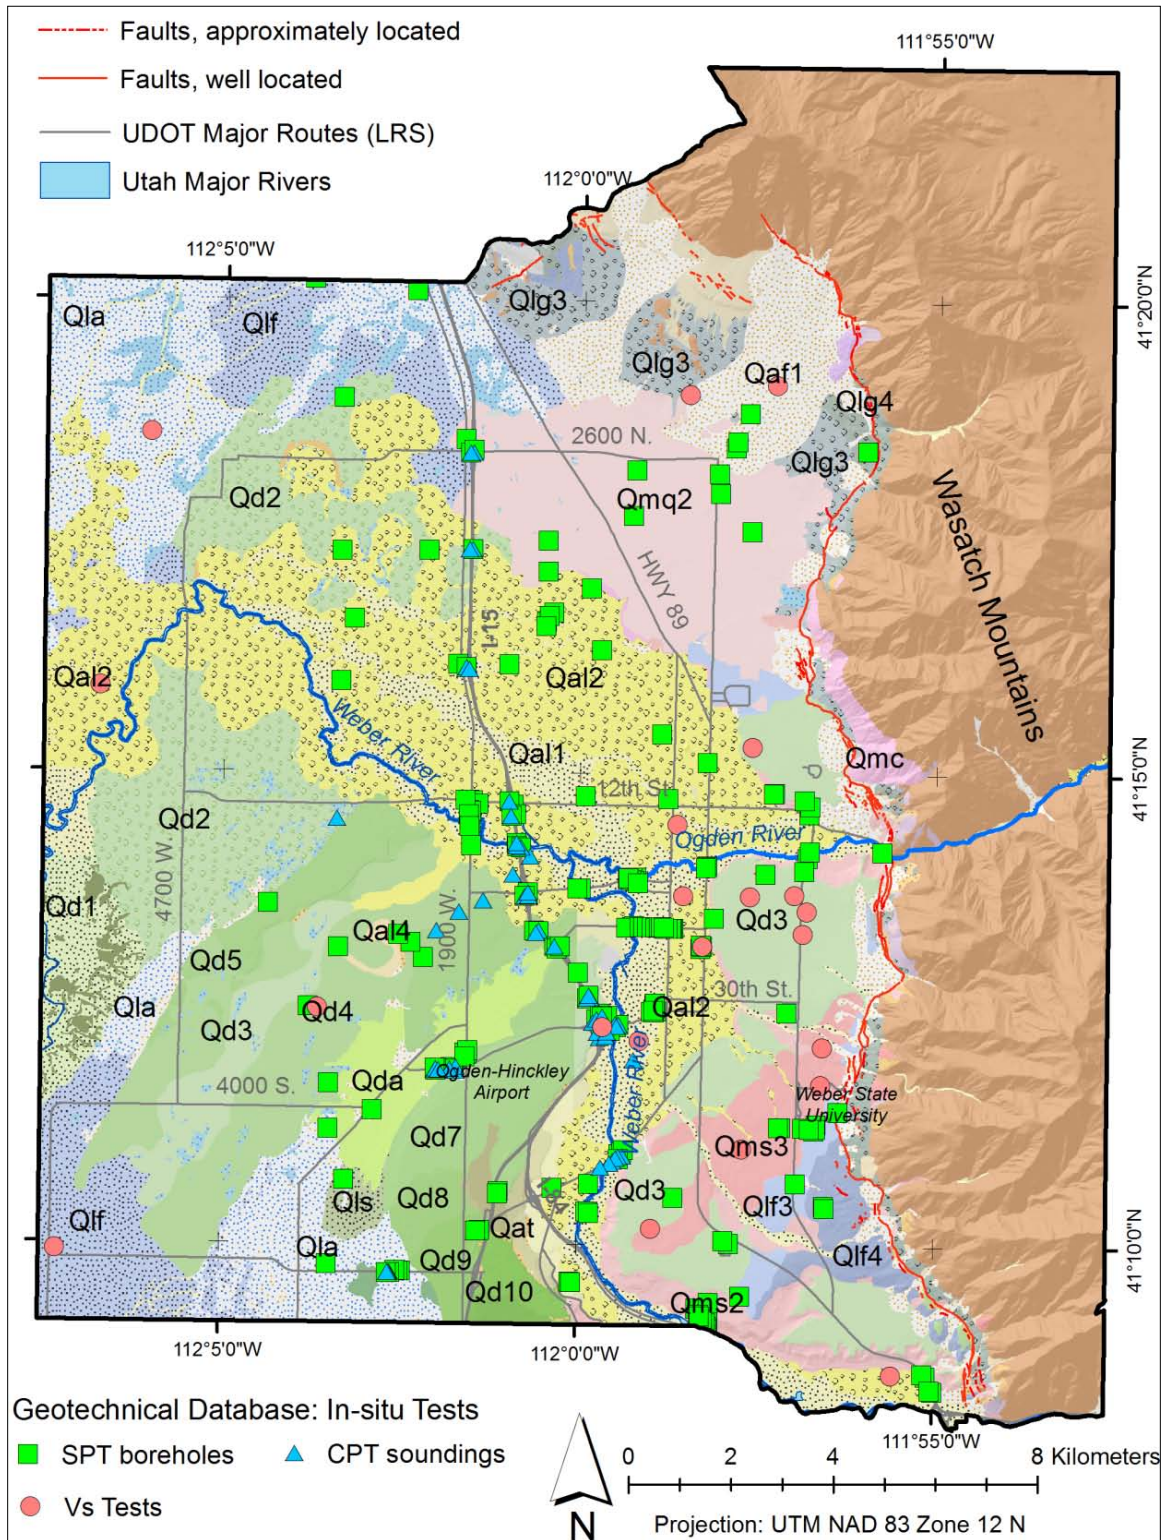 Faults, approximately located
Faults, well located
UDOT Major Routes (LRS)
Utah Major Rivers
111°55'0"W
112°0'0"W
112°5'0"W
41°20'0"N
Qla
Qlf
Qlg3
Qlg3
Qaf1
Qlg4
Qlg3
2600 N.
Qd2
Qmq2
Wasatch Mountains
HWY 89
I-15
Qal2
Qal2
Weber River
Qal1
Qmc
41°15'0"N
12th St.
Ogden River
Qd2
4700 W.
Qd1
1900 W.
Qal4
Qd3
Qd5
Qla
Qd4
Qd3
30th St.
Qal2
4000 S.
Qda
Ogden-Hinckley
Airport
Weber River
Weber State
University
Qd7
Qms3
Qls
Qd8
Qd3
Qlf3
Qlf
Qat
Qla
Qd9
Qlf4
41°10'0"N
Qd10
Qms2
112°5'0"W
112°0'0"W
111°55'0"W
Geotechnical Database: In-situ Tests
SPT boreholes
CPT soundings
Vs Tests
N
0 2 4 6 8 Kilometers
Projection: UTM NAD 83 Zone 12 N